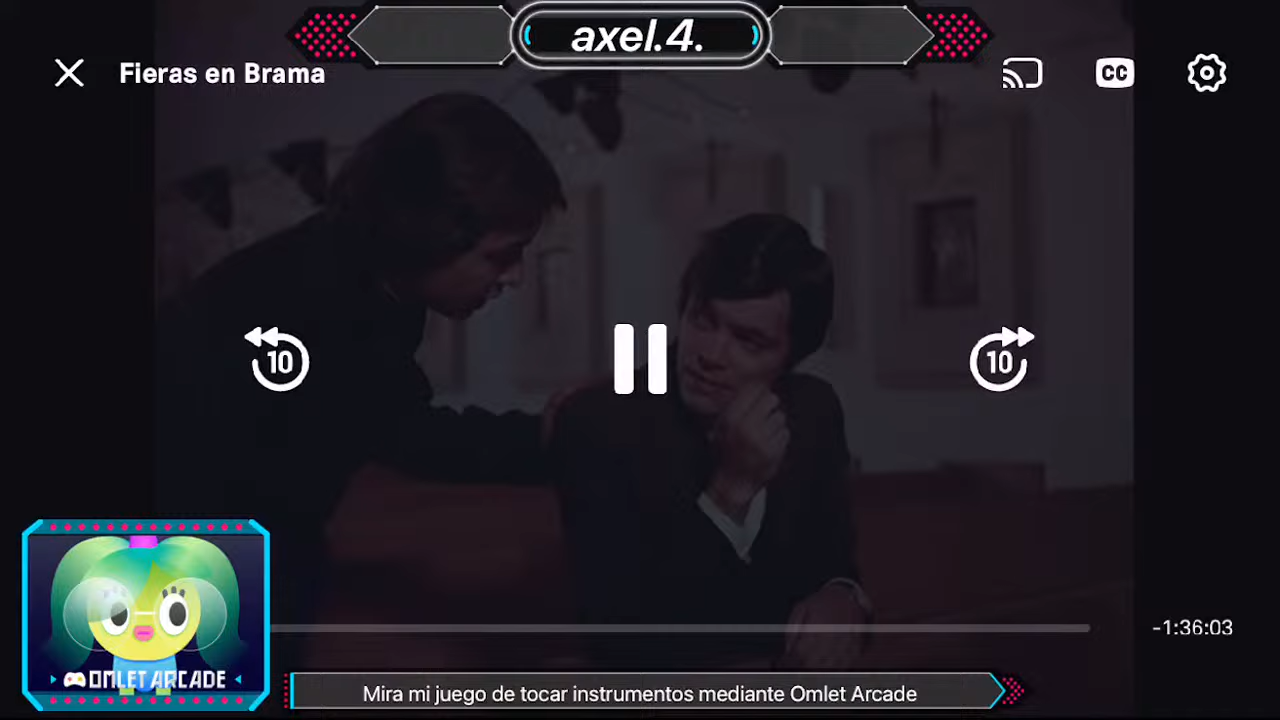 axel.4.
Fieras en Brama
CC
10
10
-1:36:03
OMLET ARCADE
Mira mi juego de tocar instrumentos mediante Omlet Arcade